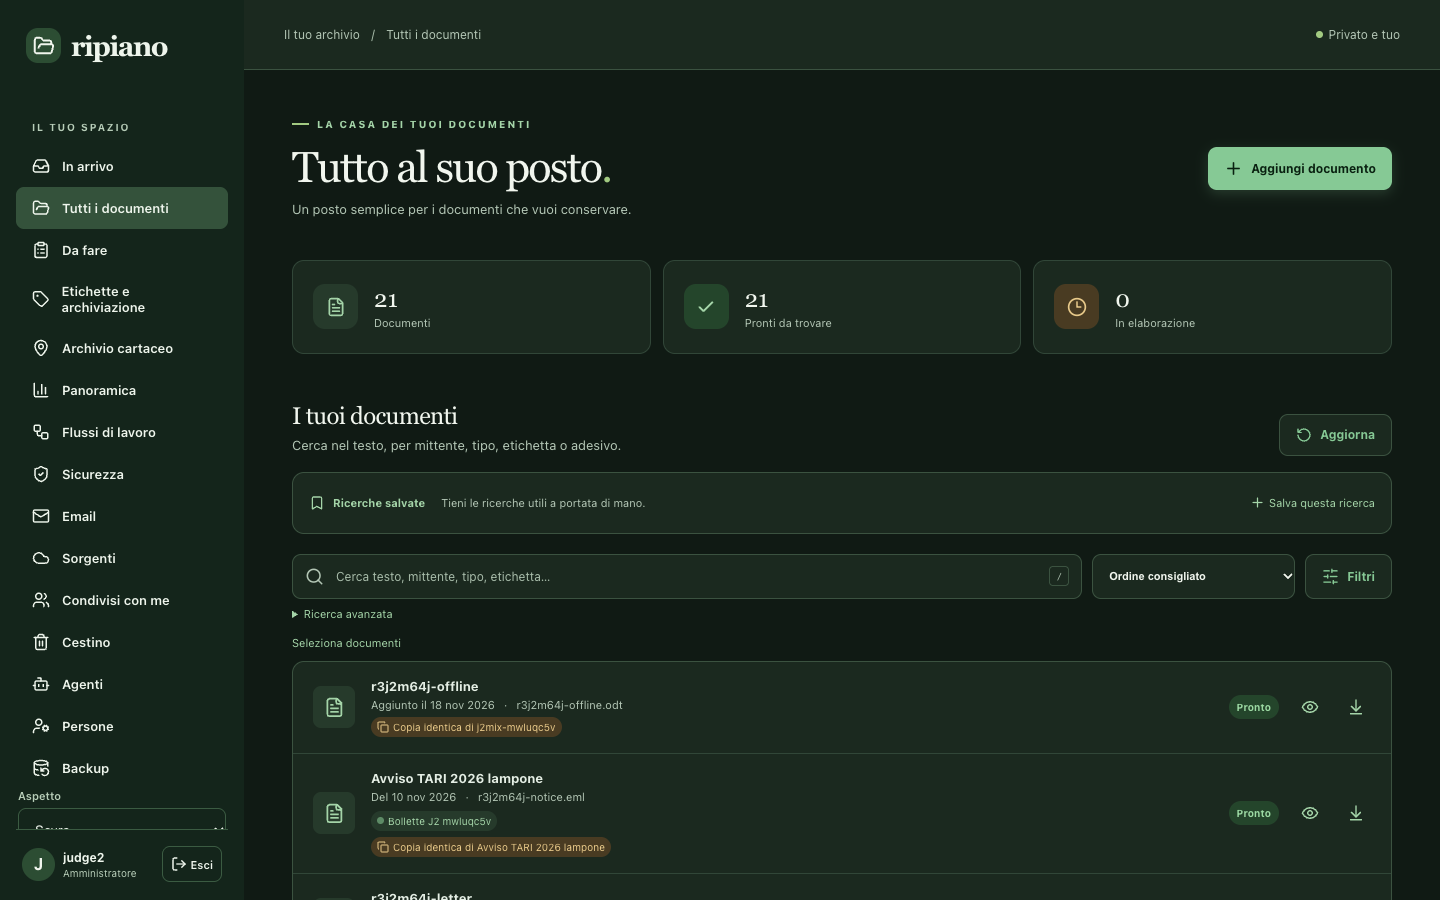 ripiano
IL TUO SPAZIO
In arrivo
Tutti i documenti
Da fare
Etichette e
archiviazione
Archivio cartaceo
Panoramica
Flussi di lavoro
Sicurezza
Email
Sorgenti
Condivisi con me
Cestino
Agenti
Persone
Backup
Aspetto
J
judge2
Amministratore
Esci
Il tuo archivio / Tutti i documenti
Privato e tuo
LA CASA DEI TUOI DOCUMENTI
Tutto al suo posto.
Un posto semplice per i documenti che vuoi conservare.
Aggiungi documento
21
Documenti
21
Pronti da trovare
0
In elaborazione
I tuoi documenti
Cerca nel testo, per mittente, tipo, etichetta o adesivo.
Aggiorna
Ricerche salvate Tieni le ricerche utili a portata di mano.
Salva questa ricerca
Cerca testo, mittente, tipo, etichetta... /
Ordine consigliato
Filtri
Ricerca avanzata
Seleziona documenti
r3j2m64j-offline
Aggiunto il 18 nov 2026 · r3j2m64j-offline.odt
Copia identica di j2mix-mwluqc5v
Pronto
Avviso TARI 2026 lampone
Del 10 nov 2026 · r3j2m64j-notice.eml
Bollette J2 mwluqc5v
Copia identica di Avviso TARI 2026 lampone
Pronto
r3j2m64j-letter